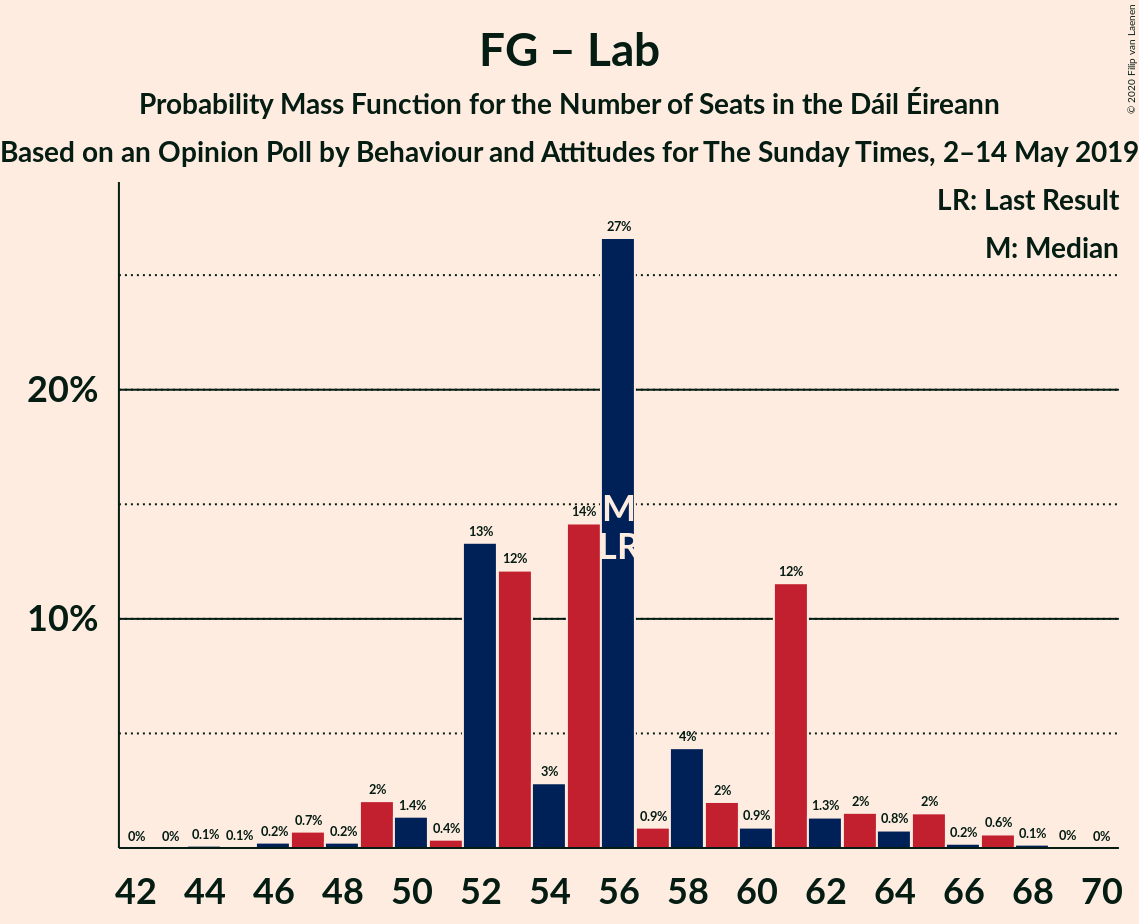 FG – Lab
Probability Mass Function for the Number of Seats in the Dáil Éireann
Based on an Opinion Poll by Behaviour and Attitudes for The Sunday Times, 2–14 May 2019
© 2020 Filip van Laenen
LR: Last Result
M: Median
20%
10%
0% 0% 0.1% 0.1% 0.2% 0.7% 0.2% 2% 1.4% 0.4% 13% 12% 3% 14% 27% 0.9% 4% 2% 0.9% 12% 1.3% 2% 0.8% 2% 0.2% 0.6% 0.1% 0% 0%
M
LR
42 44 46 48 50 52 54 56 58 60 62 64 66 68 70